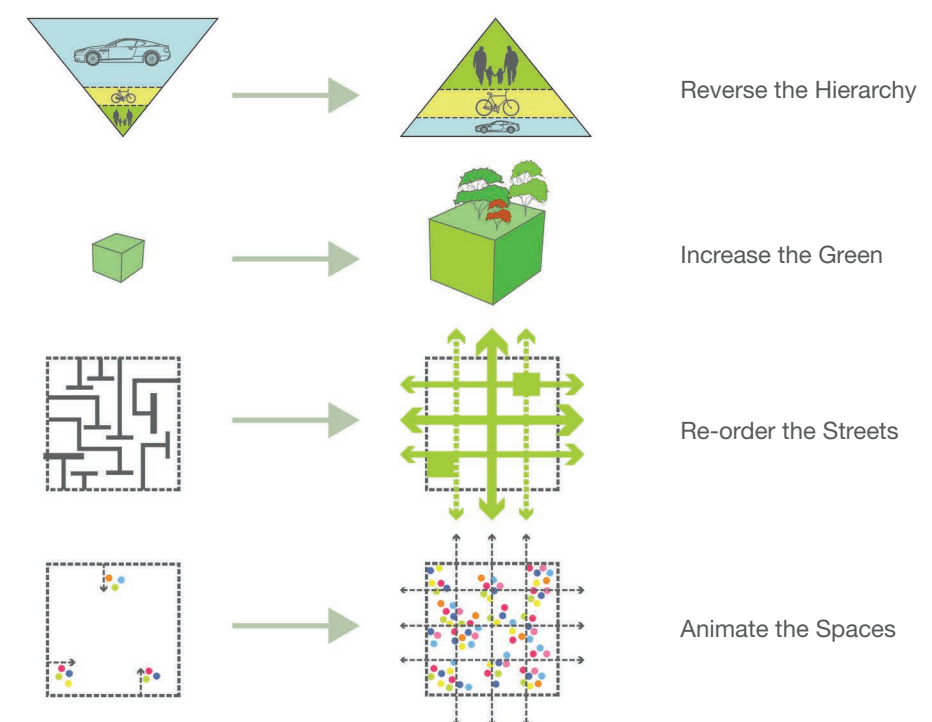 Reverse the Hierarchy
Increase the Green
Re-order the Streets
Animate the Spaces